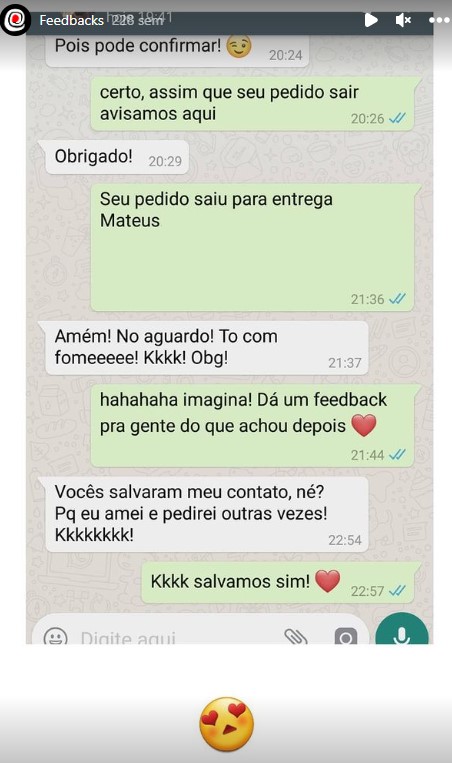 Feedbacks 228 sem
hoje 19:41
Pois pode confirmar! 😉
20:24
certo, assim que seu pedido sair
avisamos aqui
20:26
Obrigado! 20:29
Seu pedido saiu para entrega
Mateus
21:36
Amém! No aguardo! To com
fomeeeee! Kkkk! Obg!
21:37
hahahaha imagina! Dá um feedback
pra gente do que achou depois ❤️
21:44
Vocês salvaram meu contato, né?
Pq eu amei e pedirei outras vezes!
Kkkkkkkk!
22:54
Kkkk salvamos sim! ❤️ 22:57
Digite aqui